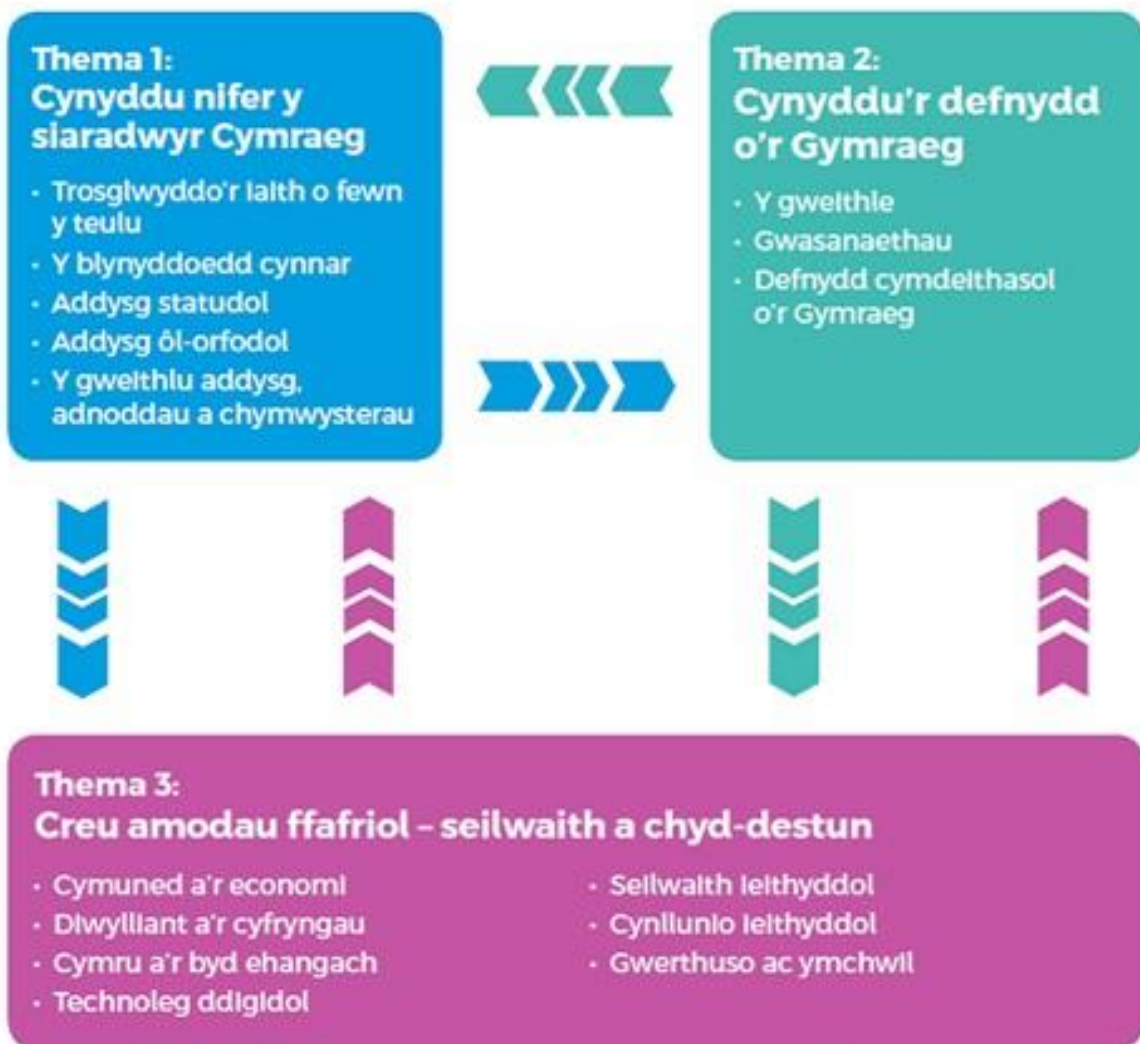 Thema 1:
Cynyddu nifer y
siaradwyr Cymraeg
• Trosglwyddo'r iaith o fewn
y teulu
• Y blynyddoedd cynnar
• Addysg statudol
• Addysg ôl-orfodol
• Y gweithlu addysg,
adnoddau a chymwysterau
Thema 2:
Cynyddu'r defnydd
o'r Gymraeg
• Y gweithle
• Gwasanaethau
• Defnydd cymdeithasol
o'r Gymraeg
Thema 3:
Creu amodau ffafriol – seilwaith a chyd-destun
• Cymuned a'r economi
• Diwylliant a'r cyfryngau
• Cymru a'r byd ehangach
• Technoleg ddigidol
• Seilwaith ieithyddol
• Cynllunio ieithyddol
• Gwerthuso ac ymchwil